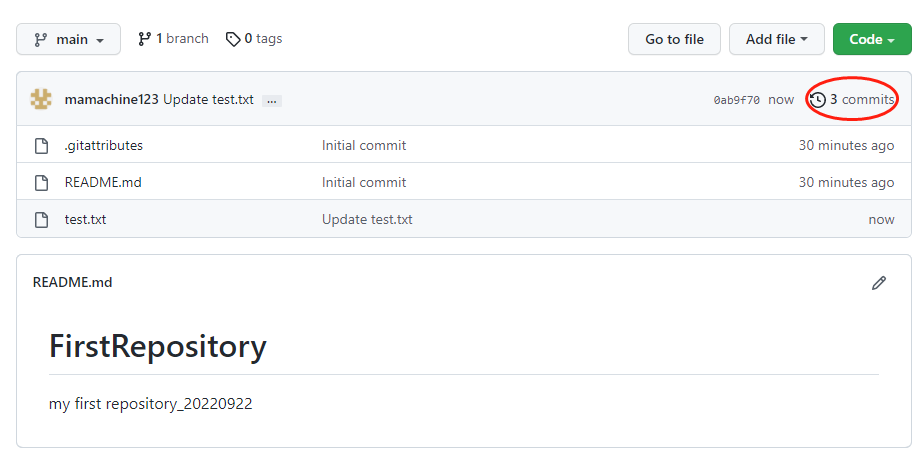 main 1 branch 0 tags Go to file Add file Code
mamachine123 Update test.txt ... 0ab9f70 now 3 commits
.gitattributes Initial commit 30 minutes ago
README.md Initial commit 30 minutes ago
test.txt Update test.txt now
README.md
FirstRepository
my first repository_20220922